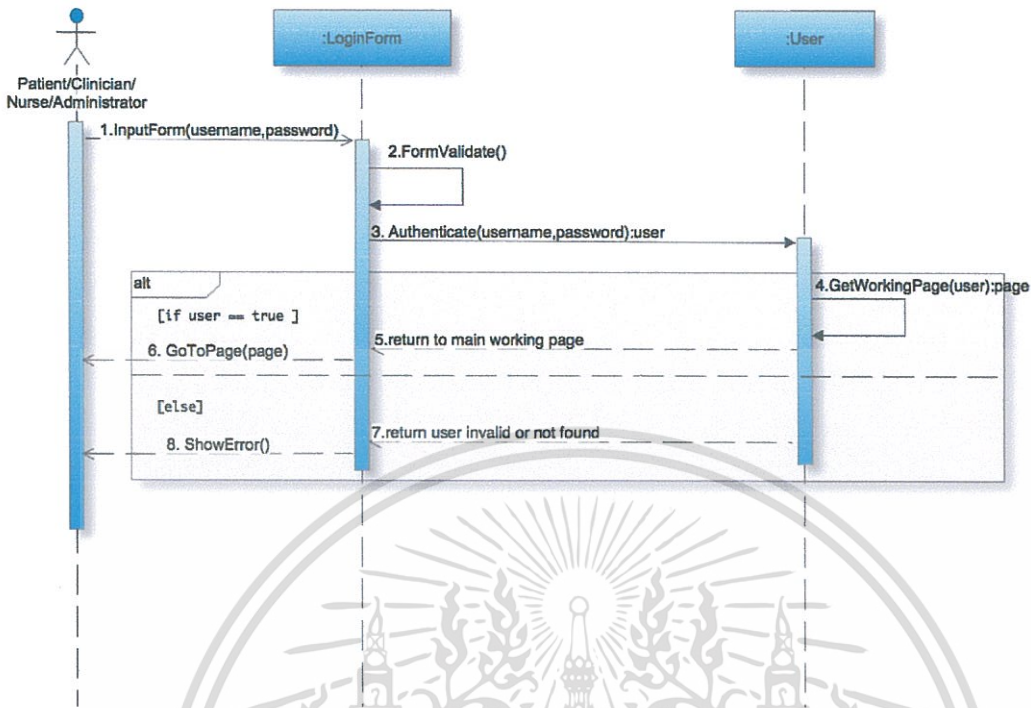 :LoginForm
:User
Patient/Clinician/
Nurse/Administrator
1.InputForm(username,password)
2.FormValidate()
3. Authenticate(username,password):user
alt
4.GetWorkingPage(user):page
[if user == true ]
5.return to main working page
6. GoToPage(page)
[else]
7.return user invalid or not found
8. ShowError()